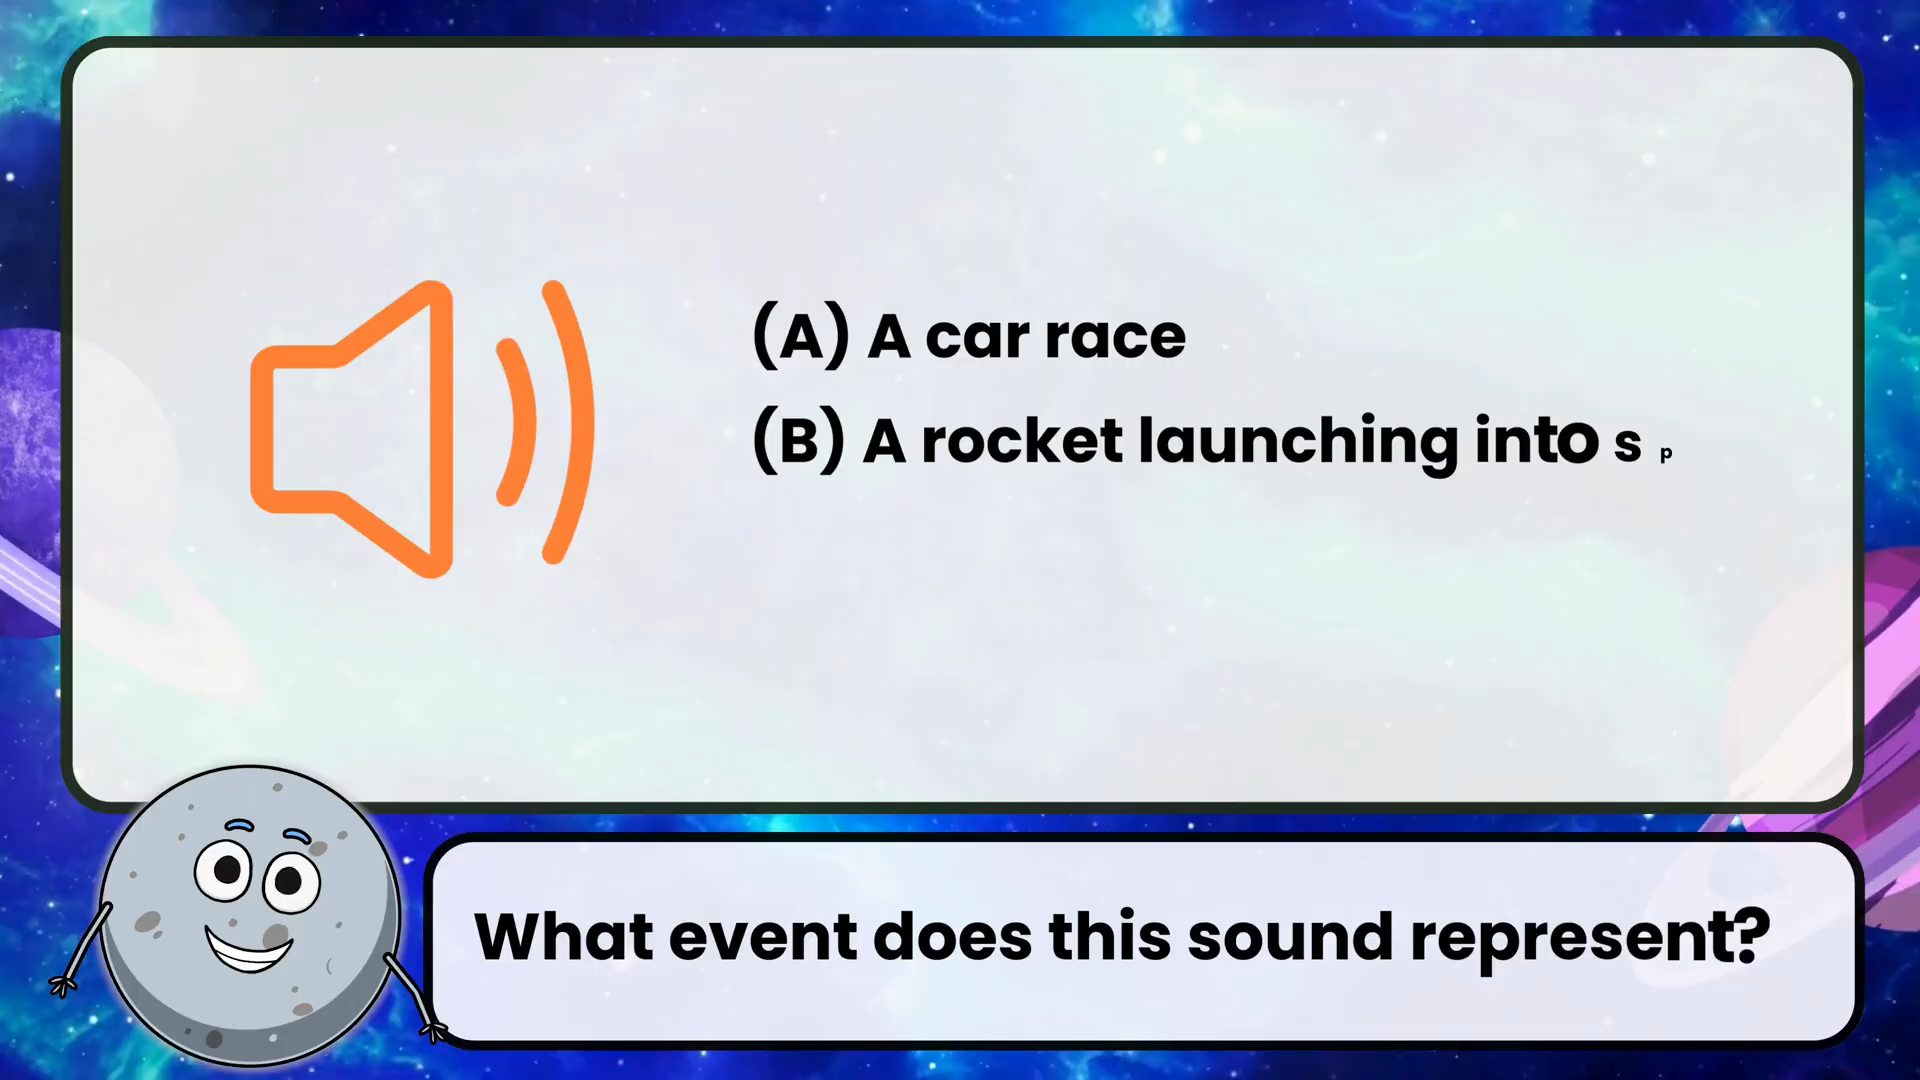 (A) A car race
(B) A rocket launching into s p
What event does this sound represent?